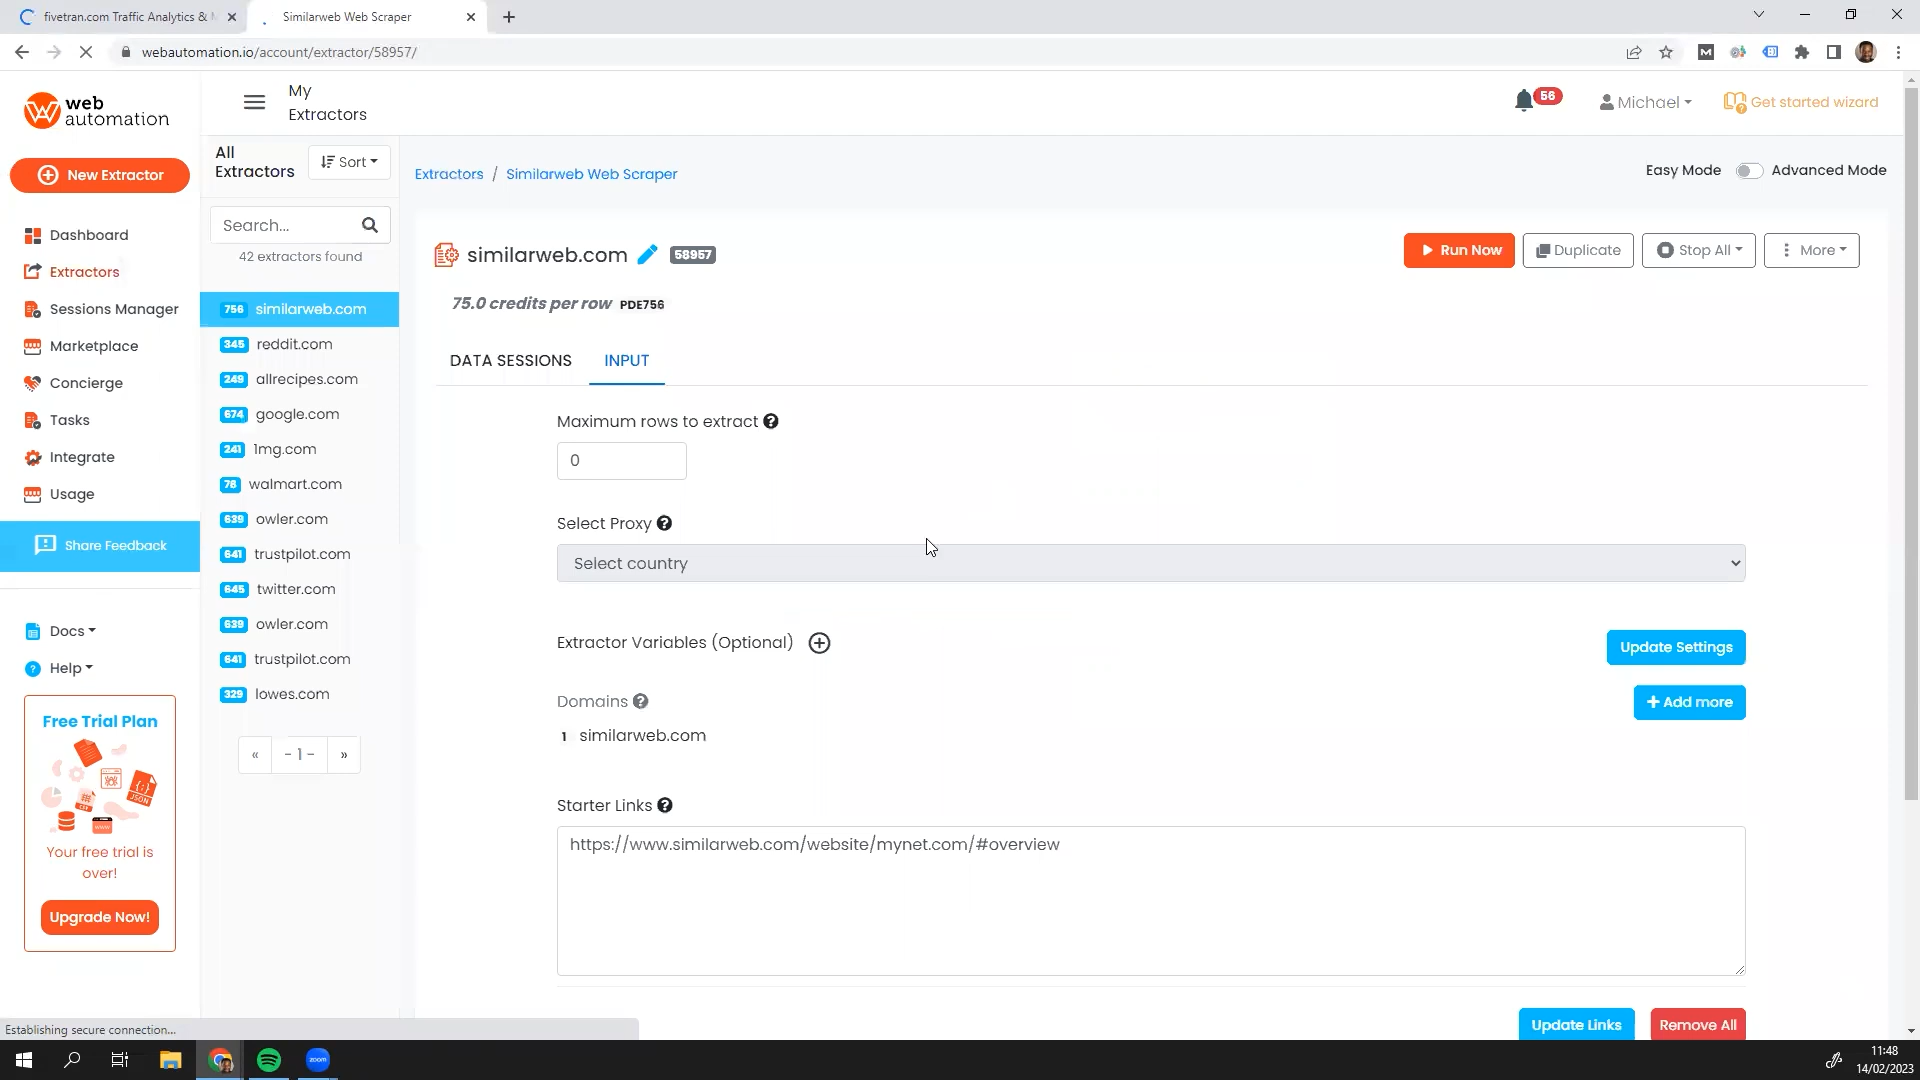 fivetran.com Traffic Analytics &
Similarweb Web Scraper
webautomation.io/account/extractor/58957/
web
automation
My
Extractors
56
Michael
Get started wizard
New Extractor
Dashboard
Extractors
Sessions Manager
Marketplace
Concierge
Tasks
Integrate
Usage
Share Feedback
Docs
Help
Free Trial Plan
Your free trial is
over!
Upgrade Now!
All
Extractors
Sort
Search...
42 extractors found
756 similarweb.com
345 reddit.com
249 allrecipes.com
674 google.com
241 1mg.com
78 walmart.com
639 owler.com
641 trustpilot.com
645 twitter.com
639 owler.com
641 trustpilot.com
329 lowes.com
« - 1 - »
Extractors / Similarweb Web Scraper
Easy Mode Advanced Mode
similarweb.com 58957
Run Now Duplicate Stop All More
75.0 credits per row PDE756
DATA SESSIONS INPUT
Maximum rows to extract
0
Select Proxy
Select country
Extractor Variables (Optional)
Update Settings
Domains
Add more
1 similarweb.com
Starter Links
https://www.similarweb.com/website/mynet.com/#overview
Update Links Remove All
Establishing secure connection...
zoom
11:48
14/02/2023